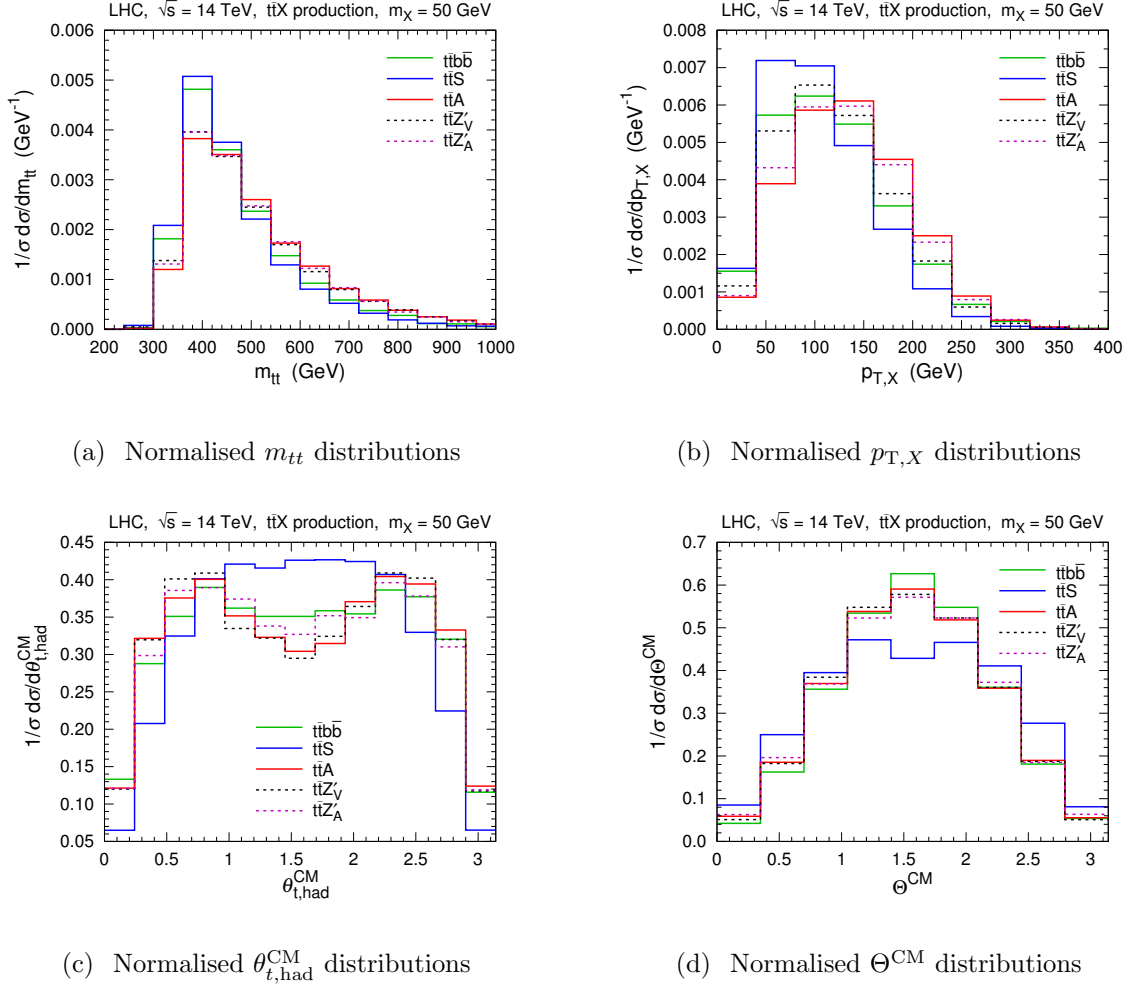 LHC, √s = 14 TeV, tt̄X production, m_X = 50 GeV
0.006
0.005
0.004
0.003
0.002
0.001
0.000
1/σ dσ/dm_tt (GeV⁻¹)
tt̄bb̄
tt̄S
tt̄A
tt̄Z′_V
tt̄Z′_A
200 300 400 500 600 700 800 900 1000
m_tt (GeV)
(a) Normalised m_tt distributions
LHC, √s = 14 TeV, tt̄X production, m_X = 50 GeV
0.008
0.007
0.006
0.005
0.004
0.003
0.002
0.001
0.000
1/σ dσ/dp_T,X (GeV⁻¹)
tt̄bb̄
tt̄S
tt̄A
tt̄Z′_V
tt̄Z′_A
0 50 100 150 200 250 300 350 400
p_T,X (GeV)
(b) Normalised p_T,X distributions
LHC, √s = 14 TeV, tt̄X production, m_X = 50 GeV
0.45
0.40
0.35
0.30
0.25
0.20
0.15
0.10
0.05
1/σ dσ/dθ^CM_t,had
tt̄bb̄
tt̄S
tt̄A
tt̄Z′_V
tt̄Z′_A
0 0.5 1 1.5 2 2.5 3
θ^CM_t,had
(c) Normalised θ^CM_t,had distributions
LHC, √s = 14 TeV, tt̄X production, m_X = 50 GeV
0.7
0.6
0.5
0.4
0.3
0.2
0.1
0.0
1/σ dσ/dΘ^CM
tt̄bb̄
tt̄S
tt̄A
tt̄Z′_V
tt̄Z′_A
0 0.5 1 1.5 2 2.5 3
Θ^CM
(d) Normalised Θ^CM distributions